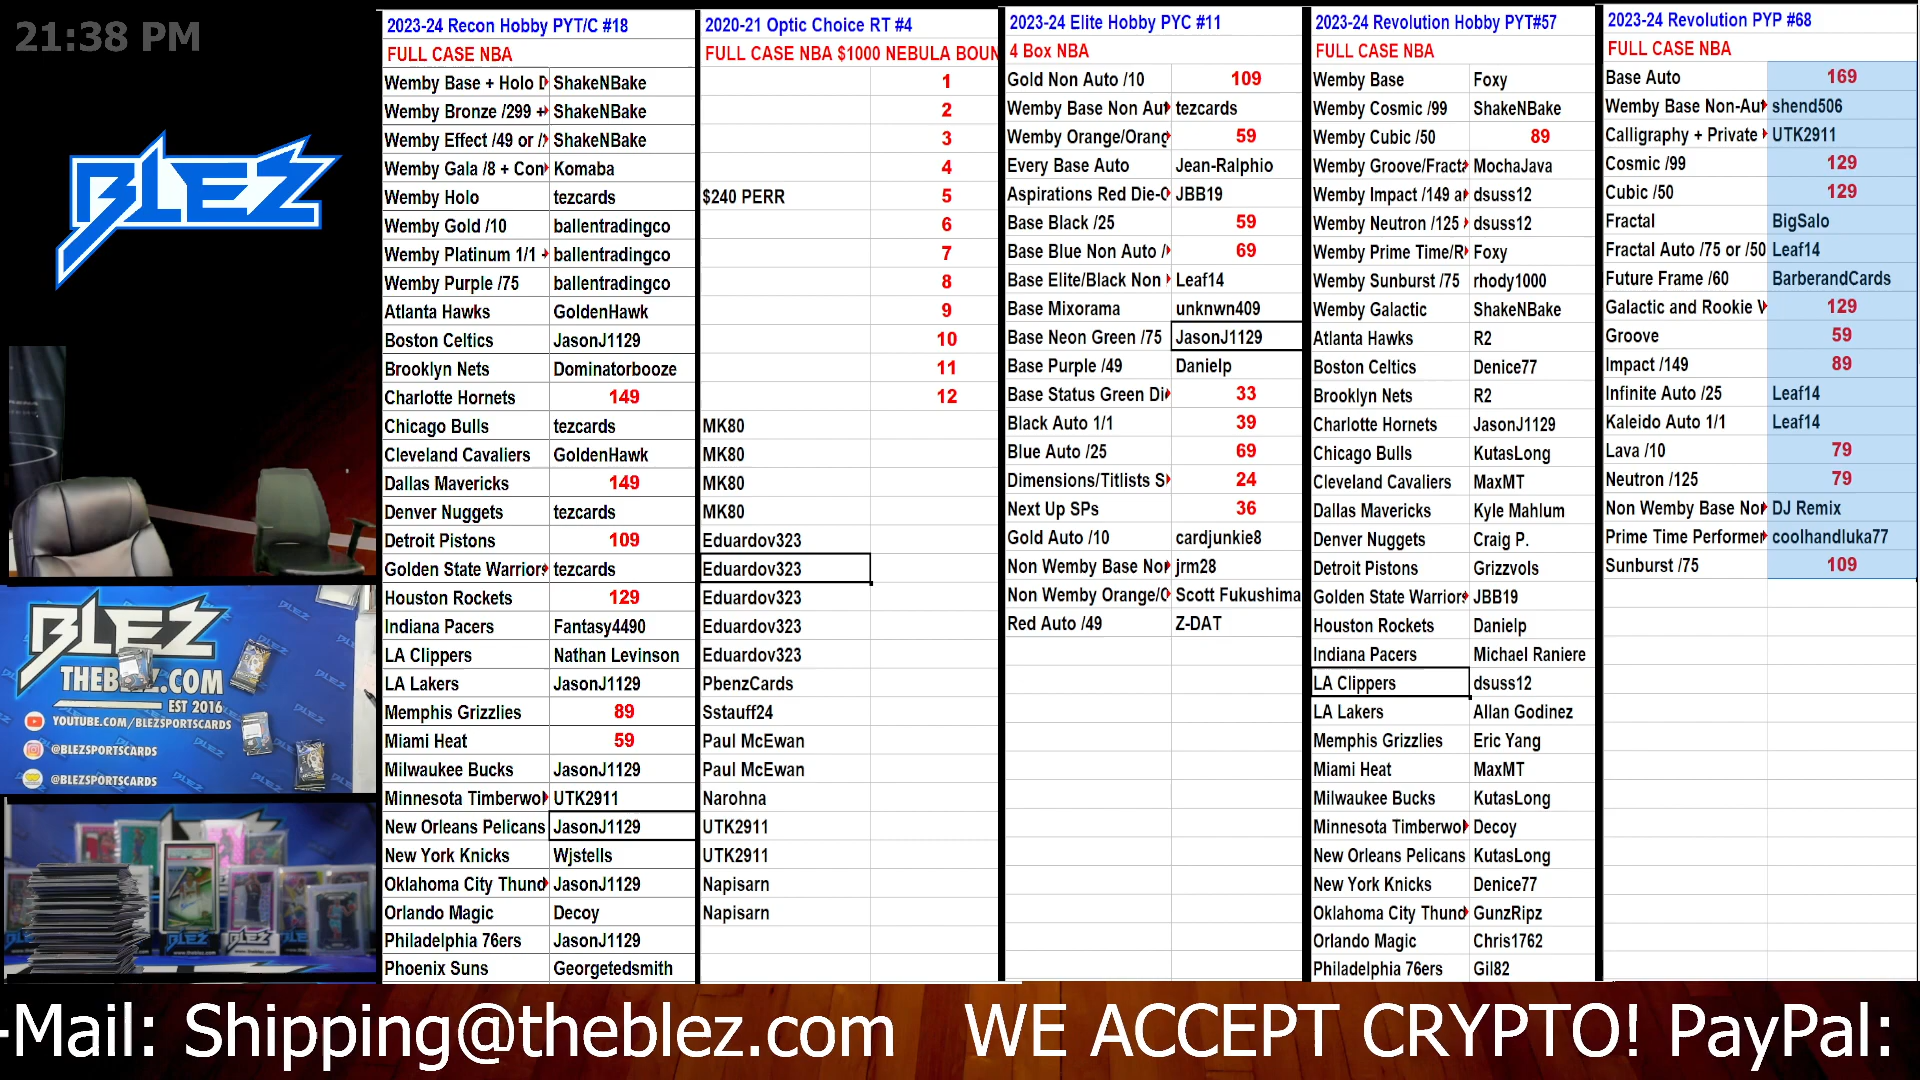 21:38 PM
BLEZ
BLEZ
THEBLEZ.COM
EST 2016
YOUTUBE.COM/BLEZSPORTSCARDS
@BLEZSPORTSCARDS
@BLEZSPORTSCARDS
BLEZ
BLEZ
2023-24 Recon Hobby PYT/C #18
FULL CASE NBA
Wemby Base + Holo D ShakeNBake
Wemby Bronze /299 + ShakeNBake
Wemby Effect /49 or / ShakeNBake
Wemby Gala /8 + Con Komaba
Wemby Holo tezcards
Wemby Gold /10 ballentradingco
Wemby Platinum 1/1 + ballentradingco
Wemby Purple /75 ballentradingco
Atlanta Hawks GoldenHawk
Boston Celtics JasonJ1129
Brooklyn Nets Dominatorbooze
Charlotte Hornets 149
Chicago Bulls tezcards
Cleveland Cavaliers GoldenHawk
Dallas Mavericks 149
Denver Nuggets tezcards
Detroit Pistons 109
Golden State Warriors tezcards
Houston Rockets 129
Indiana Pacers Fantasy4490
LA Clippers Nathan Levinson
LA Lakers JasonJ1129
Memphis Grizzlies 89
Miami Heat 59
Milwaukee Bucks JasonJ1129
Minnesota Timberwol UTK2911
New Orleans Pelicans JasonJ1129
New York Knicks Wjstells
Oklahoma City Thund JasonJ1129
Orlando Magic Decoy
Philadelphia 76ers JasonJ1129
Phoenix Suns Georgetedsmith
2020-21 Optic Choice RT #4
FULL CASE NBA $1000 NEBULA BOUN
1
2
3
4
$240 PERR 5
6
7
8
9
10
11
12
MK80
MK80
MK80
MK80
Eduardov323
Eduardov323
Eduardov323
Eduardov323
Eduardov323
PbenzCards
Sstauff24
Paul McEwan
Paul McEwan
Narohna
UTK2911
UTK2911
Napisarn
Napisarn
2023-24 Elite Hobby PYC #11
4 Box NBA
Gold Non Auto /10 109
Wemby Base Non Aut tezcards
Wemby Orange/Orang 59
Every Base Auto Jean-Ralphio
Aspirations Red Die-C JBB19
Base Black /25 59
Base Blue Non Auto / 69
Base Elite/Black Non Leaf14
Base Mixorama unknwn409
Base Neon Green /75 JasonJ1129
Base Purple /49 Danielp
Base Status Green Di 33
Black Auto 1/1 39
Blue Auto /25 69
Dimensions/Titlists S 24
Next Up SPs 36
Gold Auto /10 cardjunkie8
Non Wemby Base Non jrm28
Non Wemby Orange/O Scott Fukushima
Red Auto /49 Z-DAT
2023-24 Revolution Hobby PYT#57
FULL CASE NBA
Wemby Base Foxy
Wemby Cosmic /99 ShakeNBake
Wemby Cubic /50 89
Wemby Groove/Fracta MochaJava
Wemby Impact /149 a dsuss12
Wemby Neutron /125 dsuss12
Wemby Prime Time/R Foxy
Wemby Sunburst /75 rhody1000
Wemby Galactic ShakeNBake
Atlanta Hawks R2
Boston Celtics Denice77
Brooklyn Nets R2
Charlotte Hornets JasonJ1129
Chicago Bulls KutasLong
Cleveland Cavaliers MaxMT
Dallas Mavericks Kyle Mahlum
Denver Nuggets Craig P.
Detroit Pistons Grizzvols
Golden State Warriors JBB19
Houston Rockets Danielp
Indiana Pacers Michael Raniere
LA Clippers dsuss12
LA Lakers Allan Godinez
Memphis Grizzlies Eric Yang
Miami Heat MaxMT
Milwaukee Bucks KutasLong
Minnesota Timberwol Decoy
New Orleans Pelicans KutasLong
New York Knicks Denice77
Oklahoma City Thund GunzRipz
Orlando Magic Chris1762
Philadelphia 76ers Gil82
2023-24 Revolution PYP #68
FULL CASE NBA
Base Auto 169
Wemby Base Non-Aut shend506
Calligraphy + Private UTK2911
Cosmic /99 129
Cubic /50 129
Fractal BigSalo
Fractal Auto /75 or /50 Leaf14
Future Frame /60 BarberandCards
Galactic and Rookie V 129
Groove 59
Impact /149 89
Infinite Auto /25 Leaf14
Kaleido Auto 1/1 Leaf14
Lava /10 79
Neutron /125 79
Non Wemby Base Non DJ Remix
Prime Time Performer coolhandluka77
Sunburst /75 109
-Mail: Shipping@theblez.com WE ACCEPT CRYPTO! PayPal: